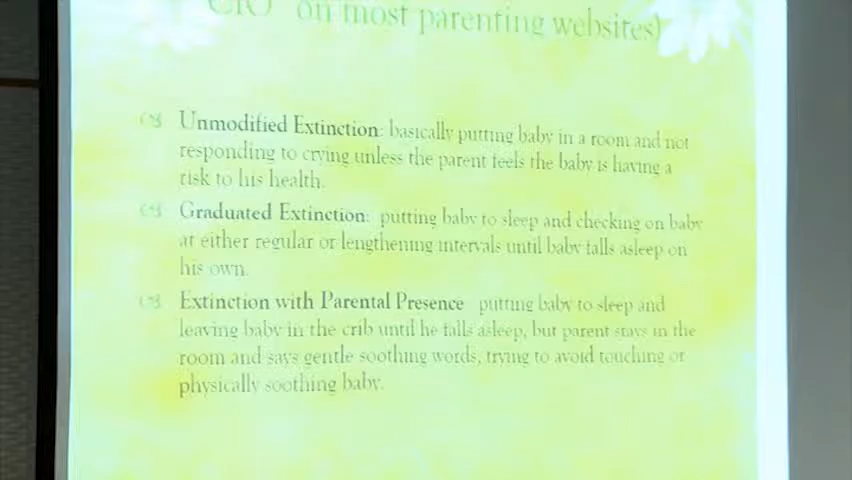 "CIO" on most parenting websites)
Unmodified Extinction: basically putting baby in a room and not
responding to crying unless the parent feels the baby is having a
risk to his health.
Graduated Extinction: putting baby to sleep and checking on baby
at either regular or lengthening intervals until baby falls asleep on
his own.
Extinction with Parental Presence putting baby to sleep and
leaving baby in the crib until he falls asleep, but parent stays in the
room and says gentle soothing words, trying to avoid touching or
physically soothing baby.